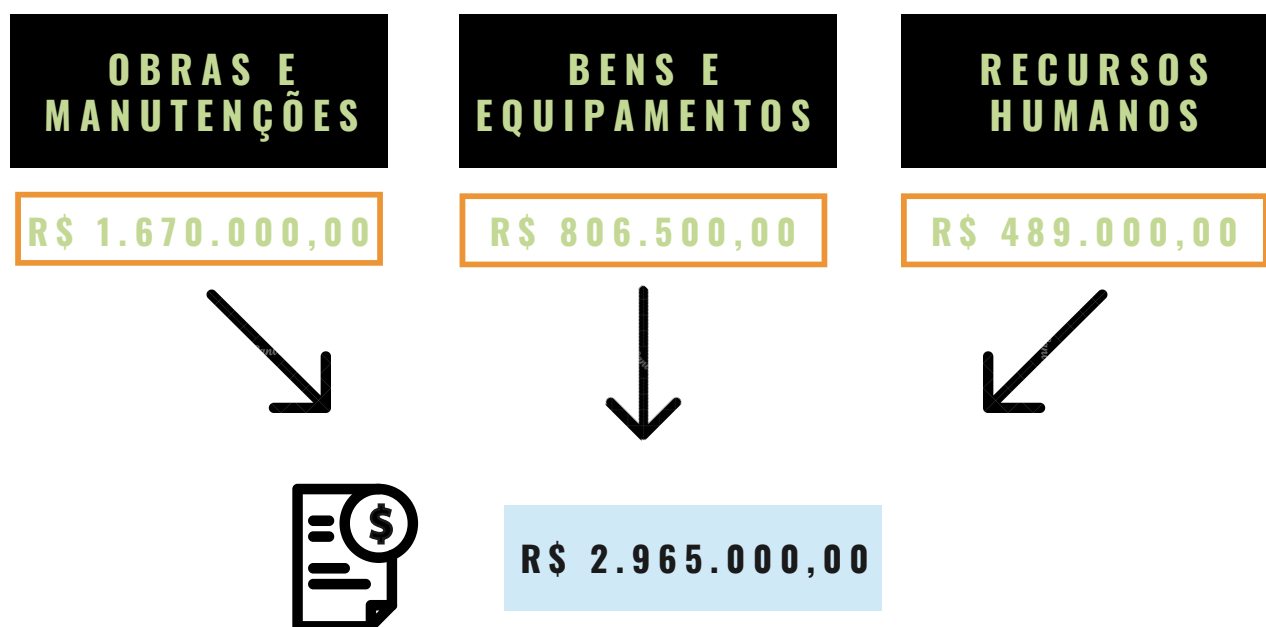 OBRAS E
MANUTENÇÕES
BENS E
EQUIPAMENTOS
RECURSOS
HUMANOS
R$ 1.670.000,00
R$ 806.500,00
R$ 489.000,00
$
R$ 2.965.000,00